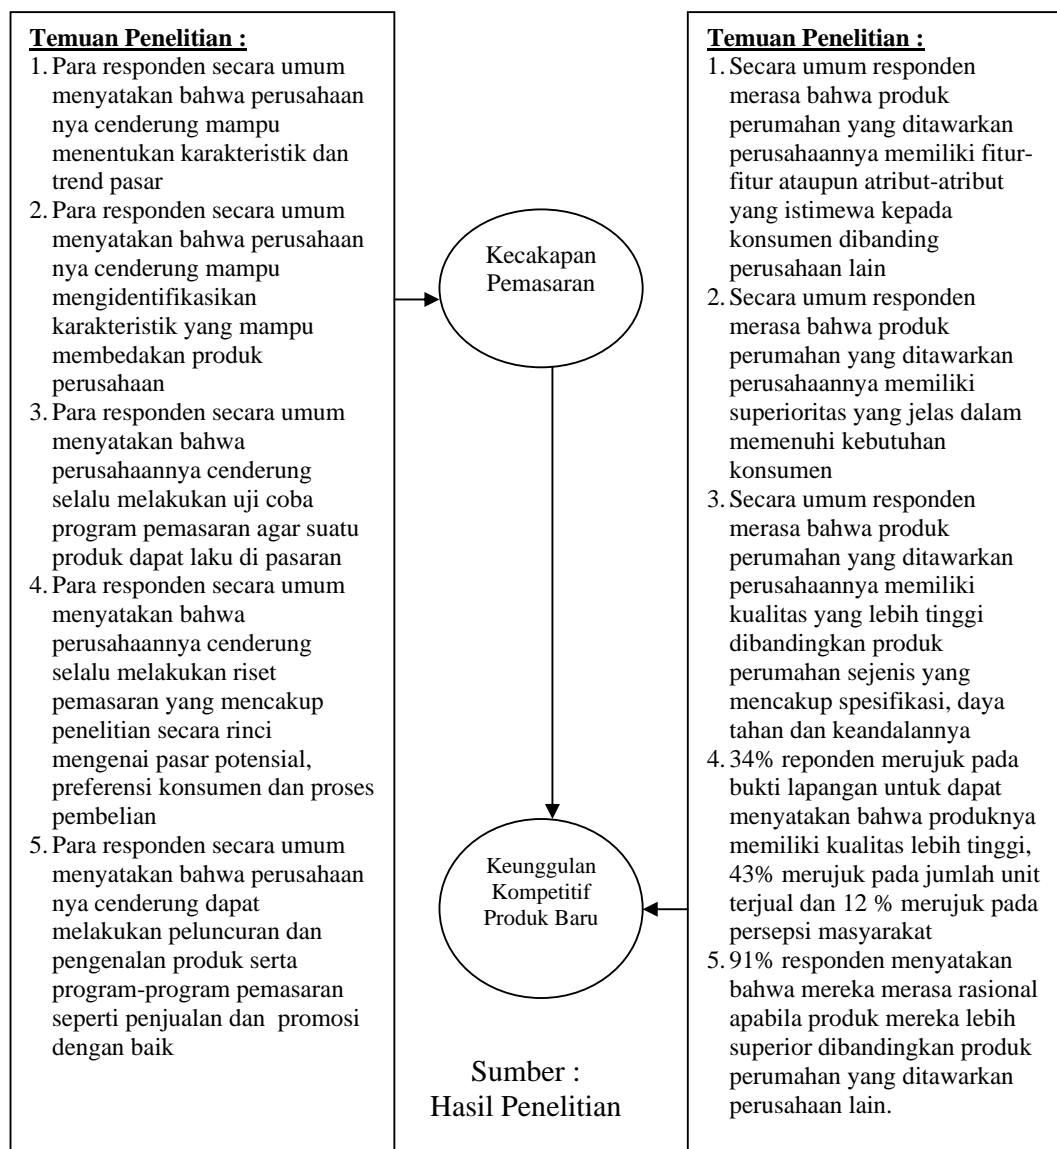 Temuan Penelitian :
1. Para responden secara umum
menyatakan bahwa perusahaan
nya cenderung mampu
menentukan karakteristik dan
trend pasar
2. Para responden secara umum
menyatakan bahwa perusahaan
nya cenderung mampu
mengidentifikasikan
karakteristik yang mampu
membedakan produk
perusahaan
3. Para responden secara umum
menyatakan bahwa
perusahaannya cenderung
selalu melakukan uji coba
program pemasaran agar suatu
produk dapat laku di pasaran
4. Para responden secara umum
menyatakan bahwa
perusahaannya cenderung
selalu melakukan riset
pemasaran yang mencakup
penelitian secara rinci
mengenai pasar potensial,
preferensi konsumen dan proses
pembelian
5. Para responden secara umum
menyatakan bahwa perusahaan
nya cenderung dapat
melakukan peluncuran dan
pengenalan produk serta
program-program pemasaran
seperti penjualan dan promosi
dengan baik
Kecakapan
Pemasaran
Keunggulan
Kompetitif
Produk Baru
Sumber :
Hasil Penelitian
Temuan Penelitian :
1. Secara umum responden
merasa bahwa produk
perumahan yang ditawarkan
perusahaannya memiliki fitur-
fitur ataupun atribut-atribut
yang istimewa kepada
konsumen dibanding
perusahaan lain
2. Secara umum responden
merasa bahwa produk
perumahan yang ditawarkan
perusahaannya memiliki
superioritas yang jelas dalam
memenuhi kebutuhan
konsumen
3. Secara umum responden
merasa bahwa produk
perumahan yang ditawarkan
perusahaannya memiliki
kualitas yang lebih tinggi
dibandingkan produk
perumahan sejenis yang
mencakup spesifikasi, daya
tahan dan keandalannya
4. 34% reponden merujuk pada
bukti lapangan untuk dapat
menyatakan bahwa produknya
memiliki kualitas lebih tinggi,
43% merujuk pada jumlah unit
terjual dan 12 % merujuk pada
persepsi masyarakat
5. 91% responden menyatakan
bahwa mereka merasa rasional
apabila produk mereka lebih
superior dibandingkan produk
perumahan yang ditawarkan
perusahaan lain.